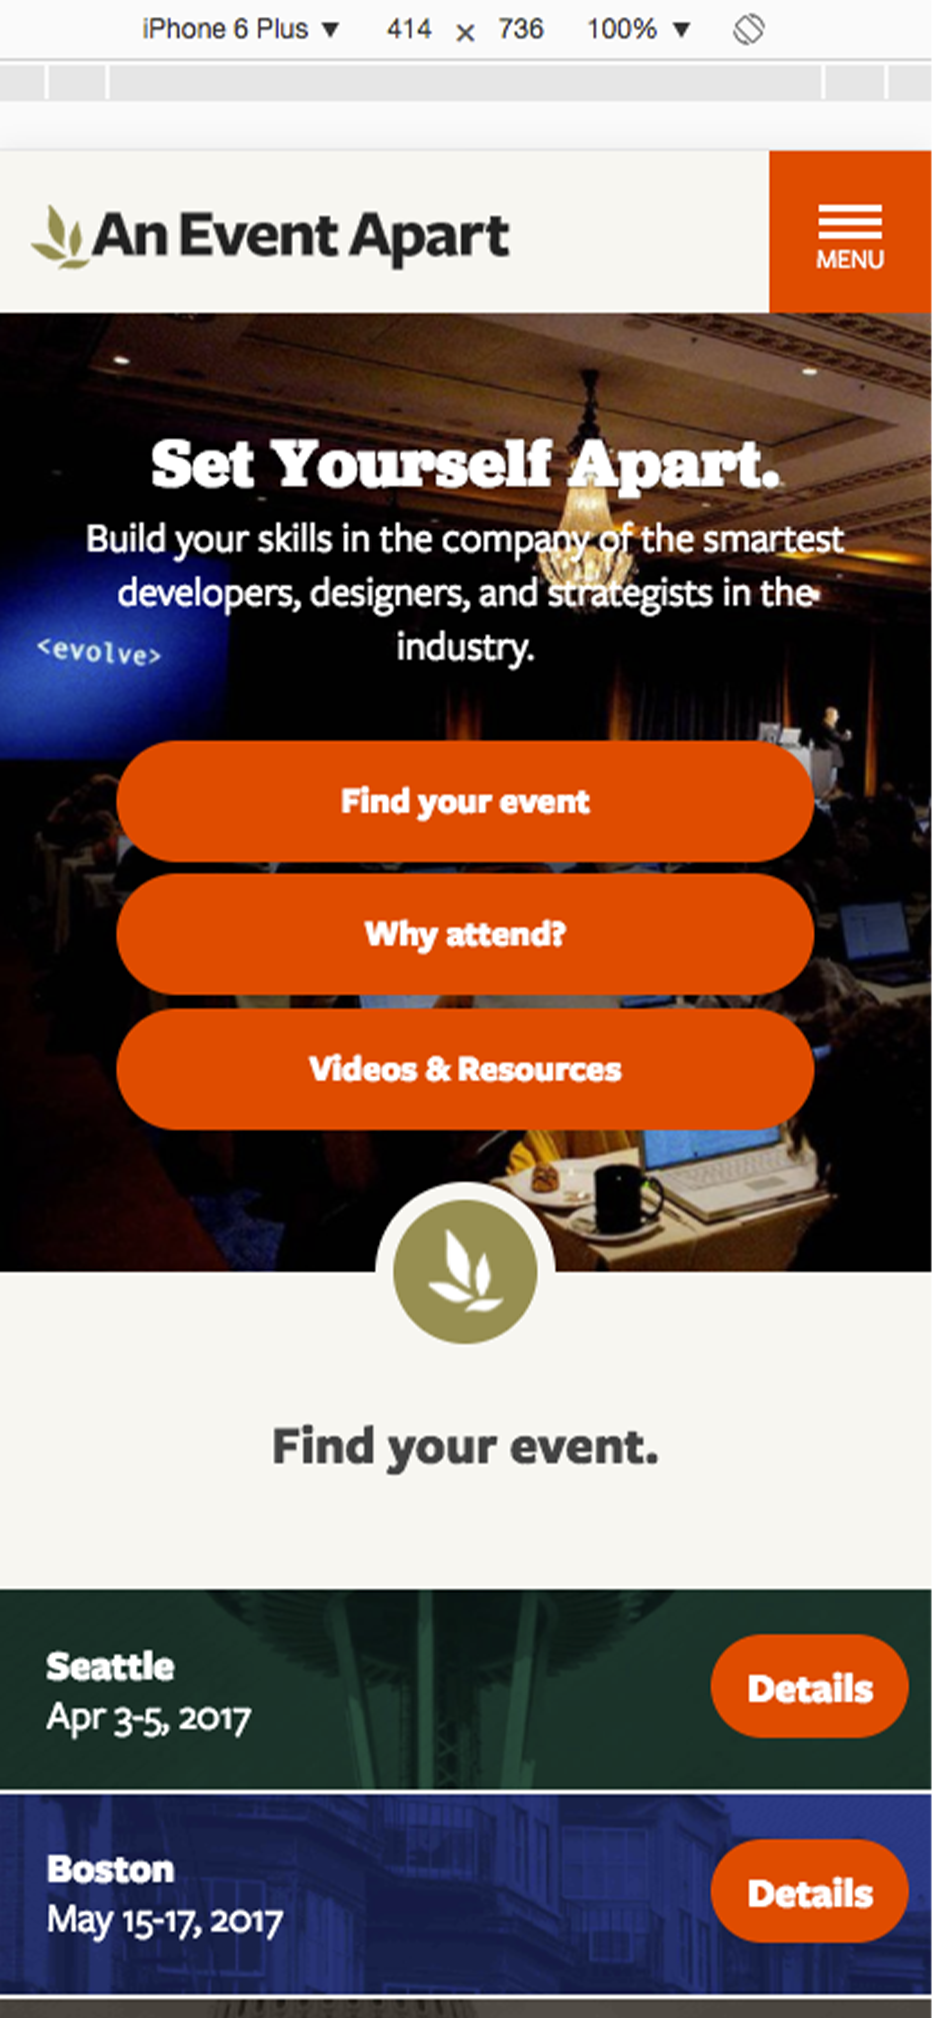 iPhone 6 Plus ▼ 414 × 736 100% ▼
An Event Apart
MENU
Set Yourself Apart.
Build your skills in the company of the smartest
developers, designers, and strategists in the
industry.
<evolve>
Find your event
Why attend?
Videos & Resources
Find your event.
Seattle
Apr 3-5, 2017
Details
Boston
May 15-17, 2017
Details